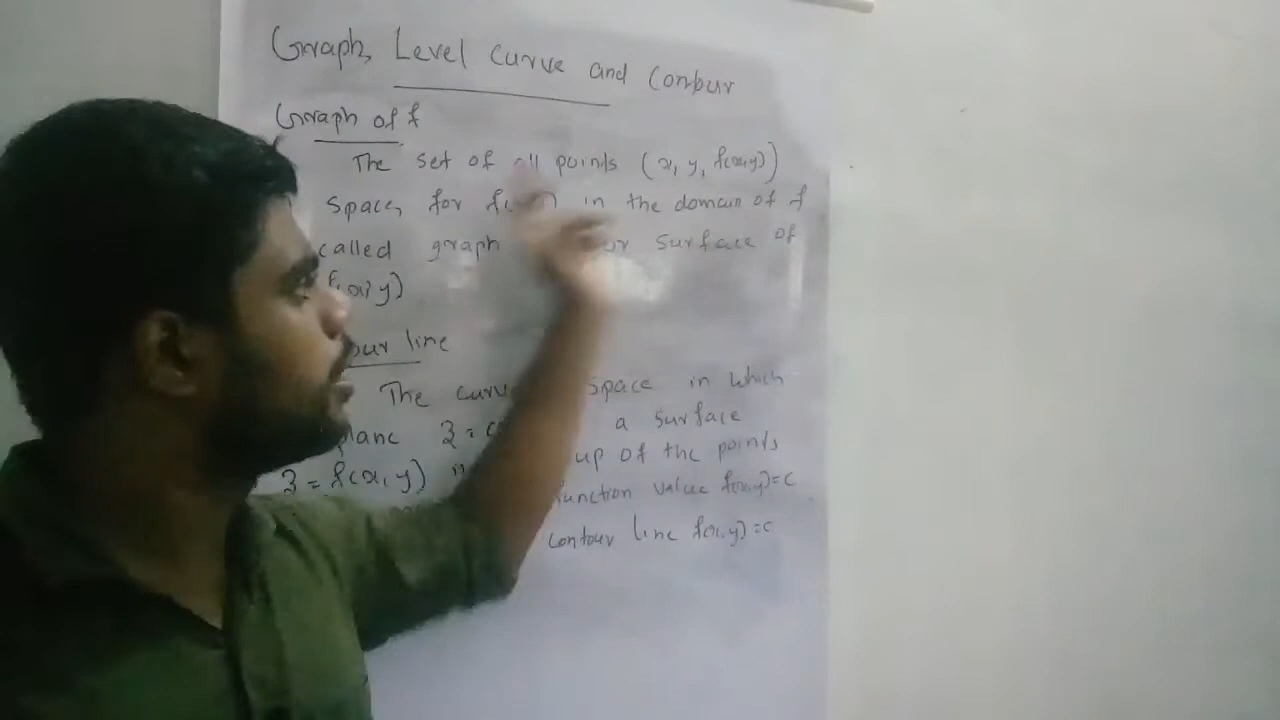 Graph, Level Curve and Contour
Graph of f
The set of all points (x, y, f(x,y))
space, for in the domain of f
called graph or surface of
f(x,y)
our line
The curve space in which
plane z = a surface
z = f(x,y) up of the points
function value f(x,y)=c
contour line f(x,y)=c